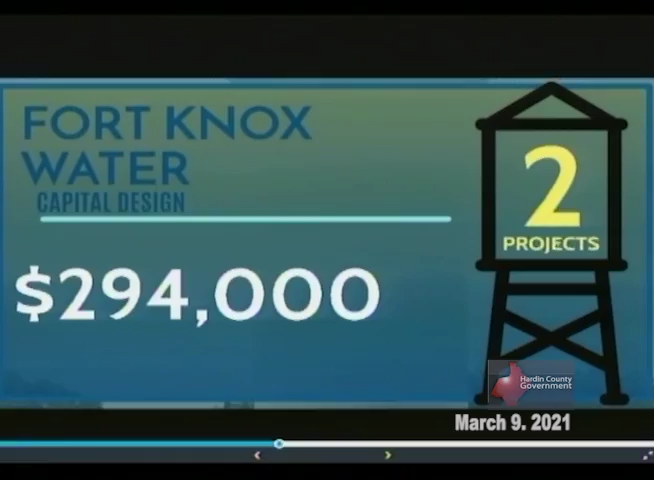 FORT KNOX
WATER
CAPITAL DESIGN
$294,000
2
PROJECTS
Hardin County
Government
March 9. 2021